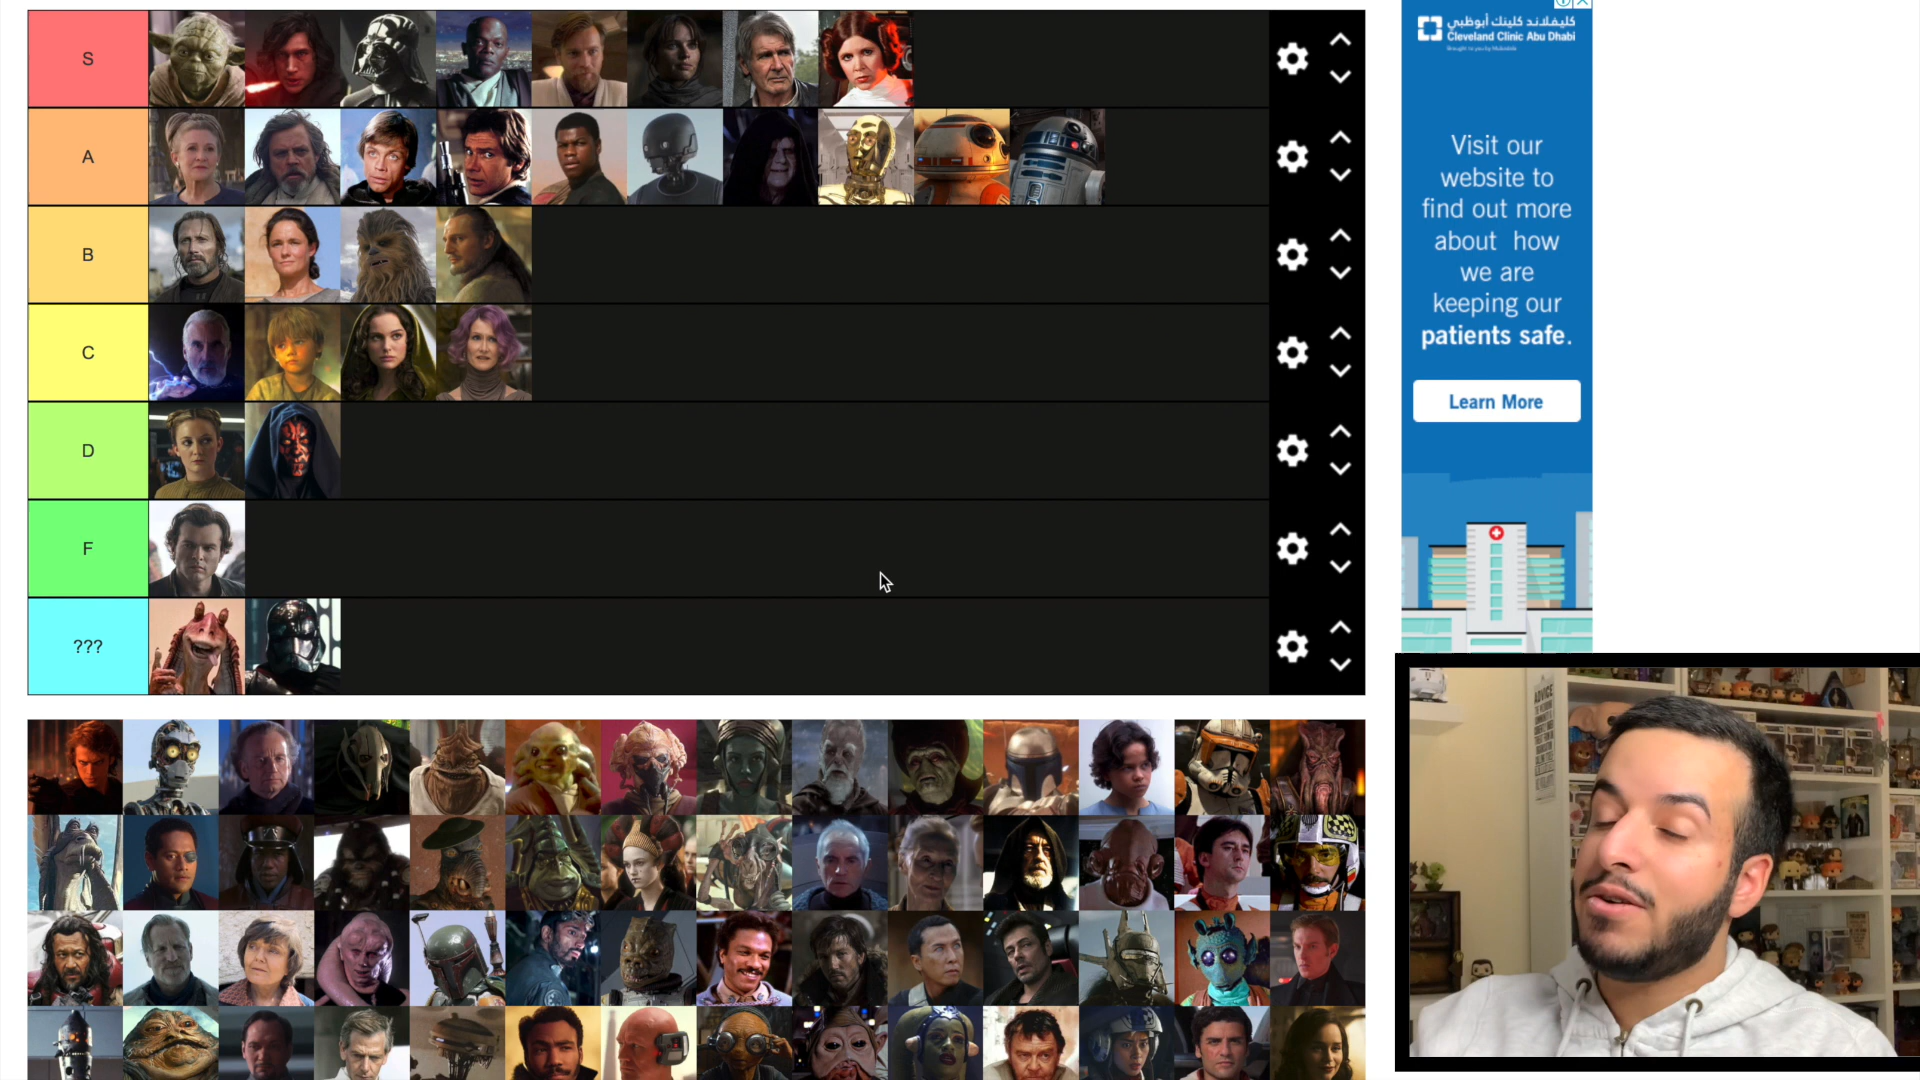 S
A
B
C
D
F
???
كليفلاند كلينك أبوظبي
Cleveland Clinic Abu Dhabi
Visit our
website to
find out more
about how
we are
keeping our
patients safe.
Learn More
ADVICE